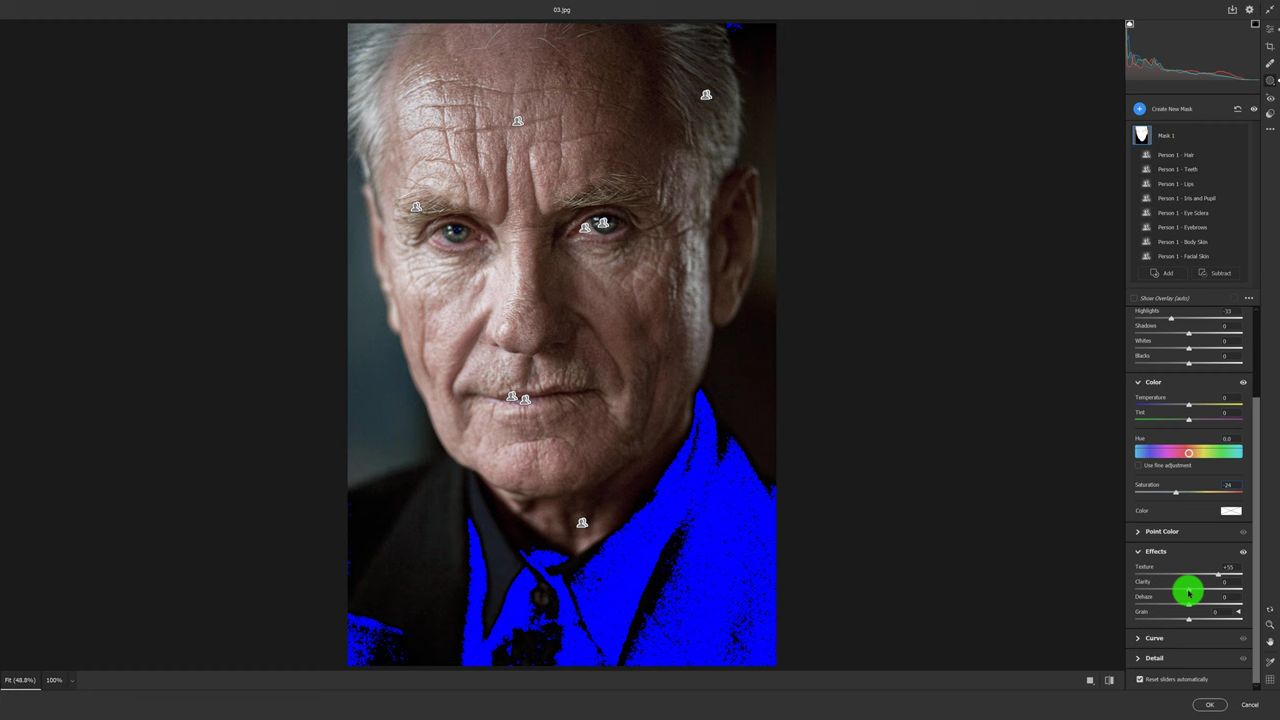 03.jpg
Create New Mask
Mask 1
Person 1 - Hair
Person 1 - Teeth
Person 1 - Lips
Person 1 - Iris and Pupil
Person 1 - Eye Sclera
Person 1 - Eyebrows
Person 1 - Body Skin
Person 1 - Facial Skin
Add Subtract
Show Overlay (auto)
Highlights -33
Shadows 0
Whites 0
Blacks 0
Color
Temperature 0
Tint 0
Hue 0.0
Use fine adjustment
Saturation -24
Color
Point Color
Effects
Texture +55
Clarity 0
Dehaze 0
Grain 0
Curve
Detail
Reset sliders automatically
Fit (48.8%) 100%
OK Cancel